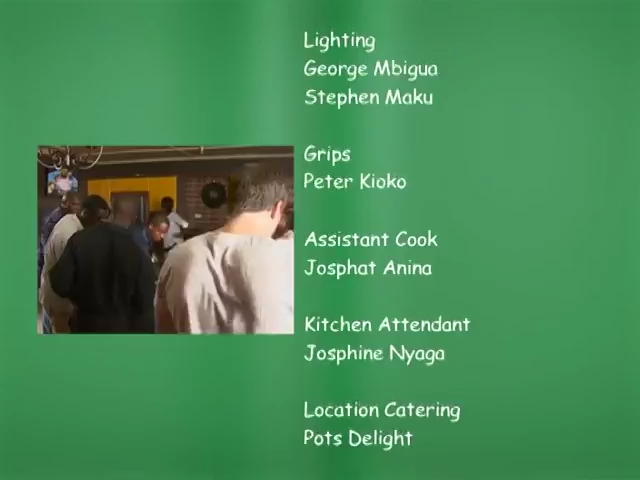 Lighting
George Mbigua
Stephen Maku
Grips
Peter Kioko
Assistant Cook
Josphat Anina
Kitchen Attendant
Josphine Nyaga
Location Catering
Pots Delight